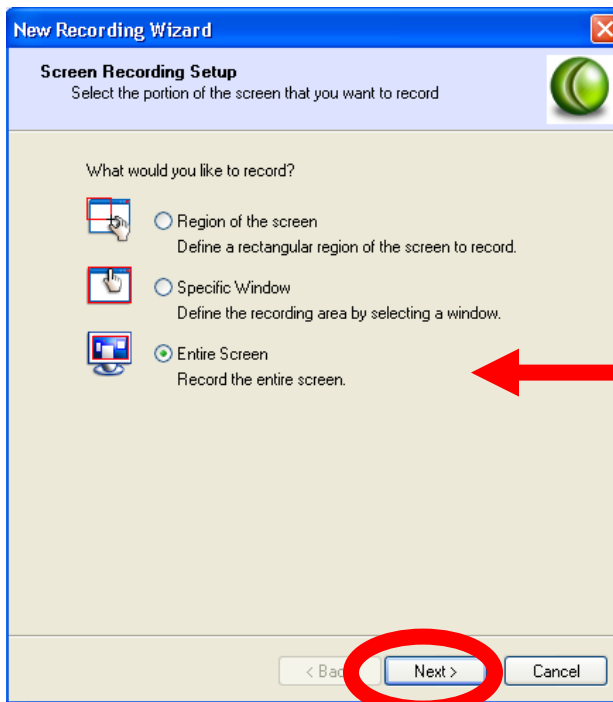 New Recording Wizard
Screen Recording Setup
Select the portion of the screen that you want to record
What would you like to record?
Region of the screen
Define a rectangular region of the screen to record.
Specific Window
Define the recording area by selecting a window.
Entire Screen
Record the entire screen.
< Bac Next > Cancel